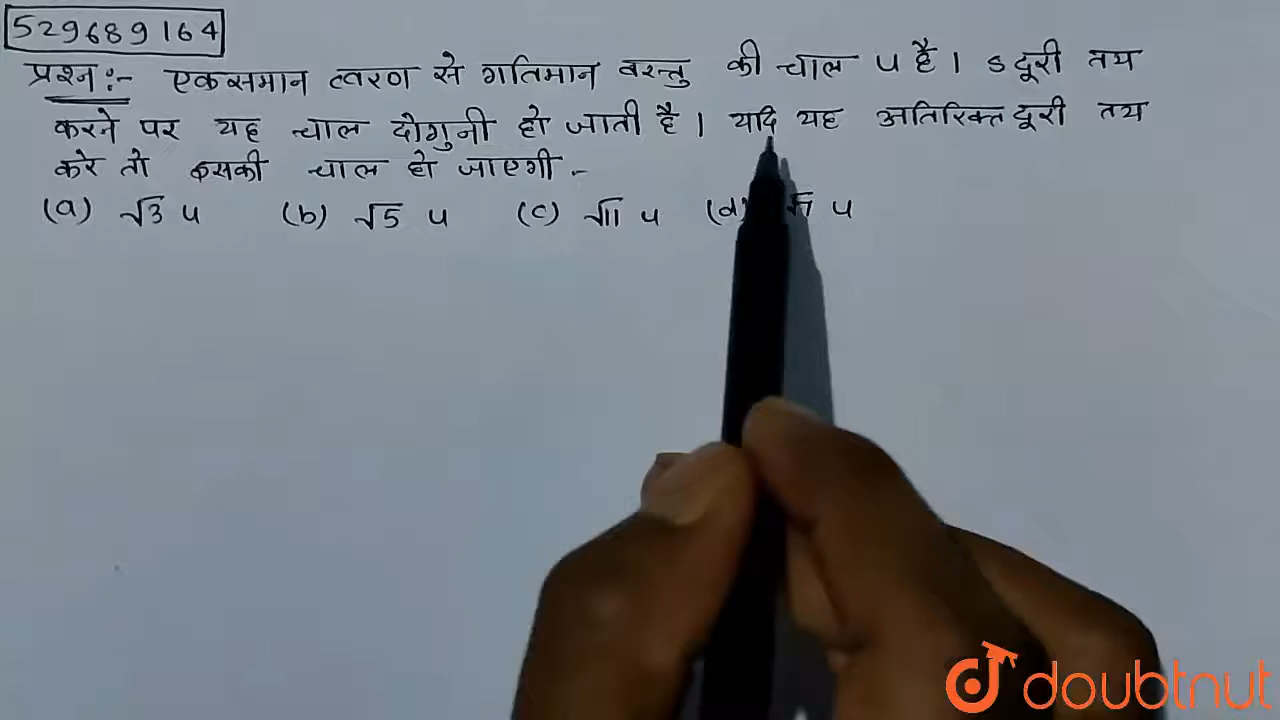 529689164
प्रश्न:- एकसमान त्वरण से गतिमान वस्तु की चाल u है। s दूरी तय
करने पर यह चाल दोगुनी हो जाती है। यदि यह अतिरिक्त दूरी तय
करे तो इसकी चाल हो जाएगी:-
(a) √3 u (b) √5 u (c) √11 u (d) √7 u
doubtnut